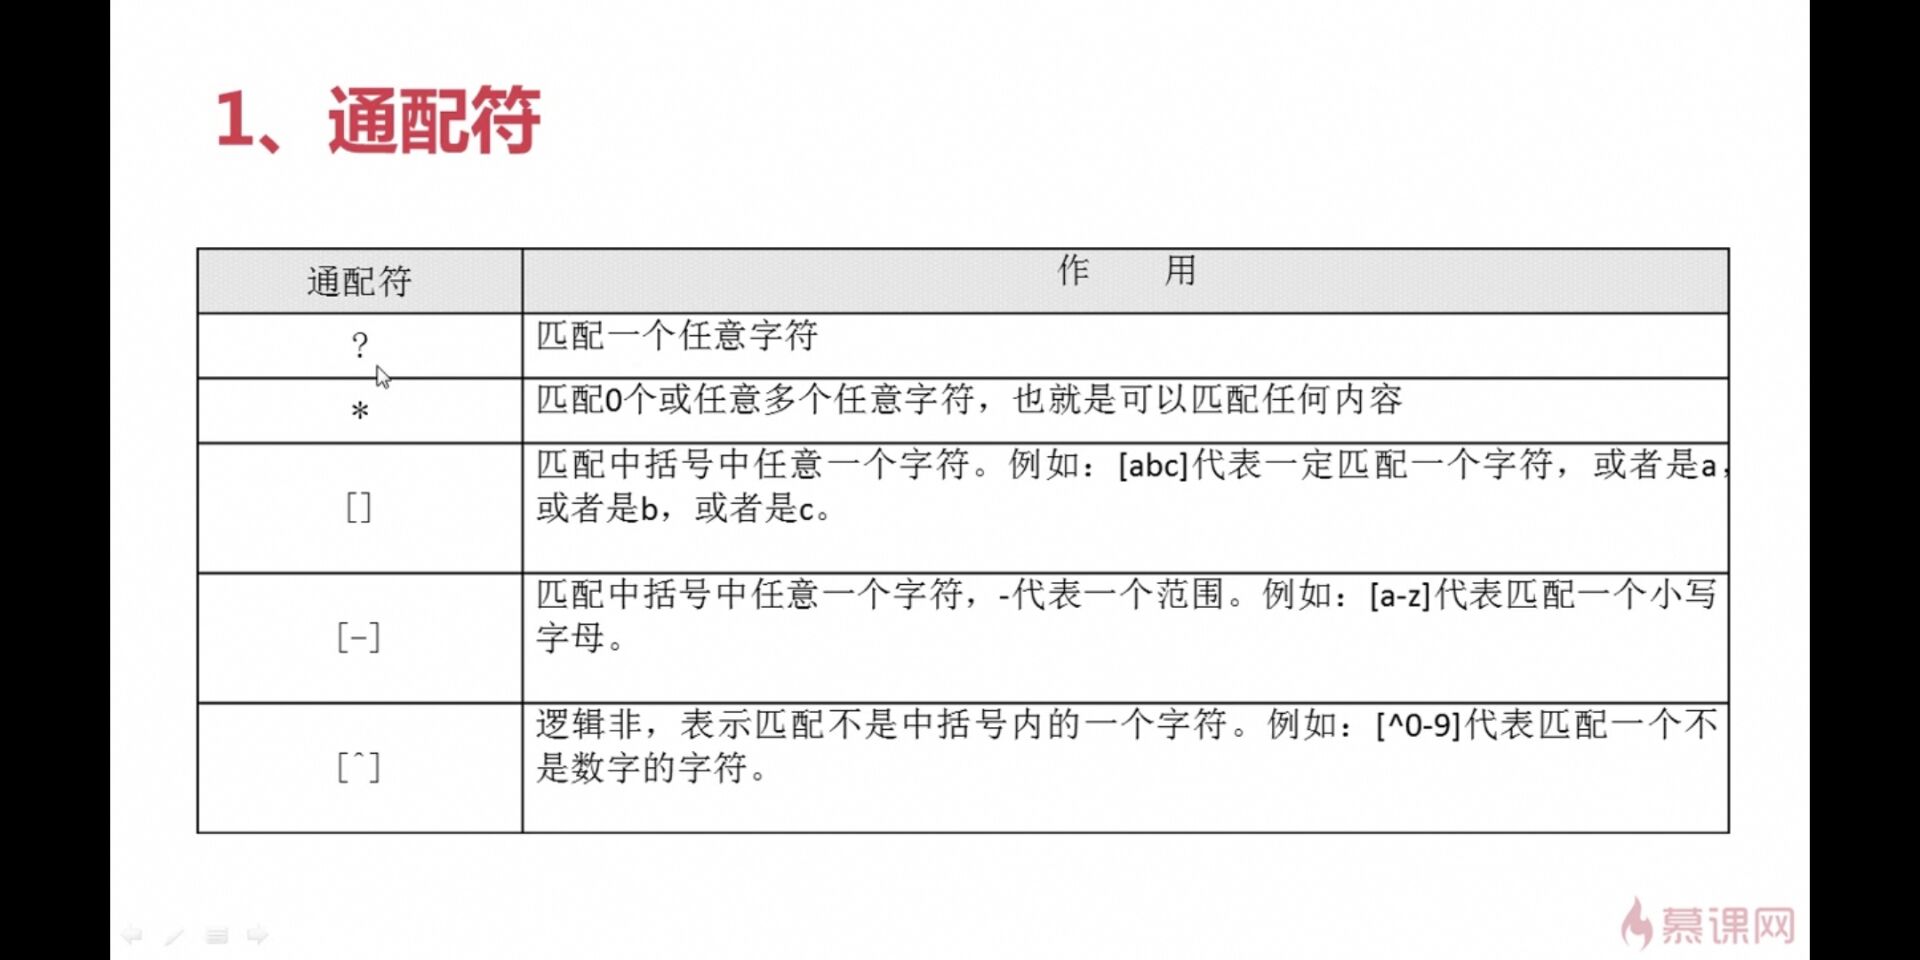 1、通配符
通配符
作 用
?
匹配一个任意字符
*
匹配0个或任意多个任意字符，也就是可以匹配任何内容
[]
匹配中括号中任意一个字符。例如：[abc]代表一定匹配一个字符，或者是a，
或者是b，或者是c。
[-]
匹配中括号中任意一个字符，-代表一个范围。例如：[a-z]代表匹配一个小写
字母。
[^]
逻辑非，表示匹配不是中括号内的一个字符。例如：[^0-9]代表匹配一个不
是数字的字符。
慕课网